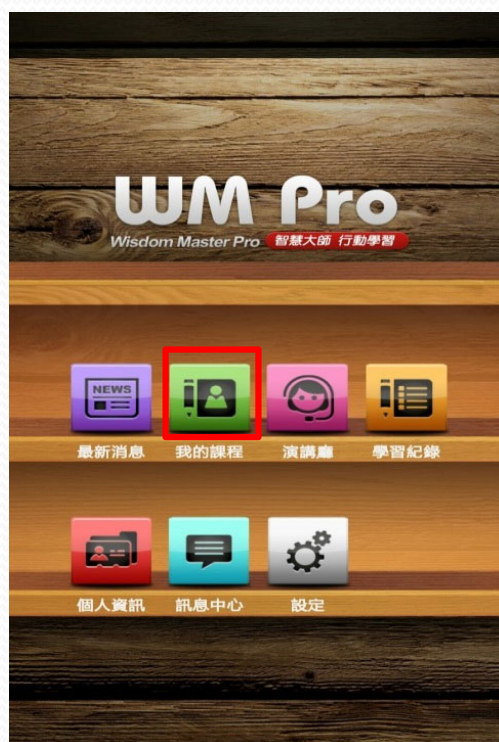 WM Pro
Wisdom Master Pro 智慧大師 行動學習
NEWS
最新消息 我的課程 演講廳 學習紀錄
個人資訊 訊息中心 設定